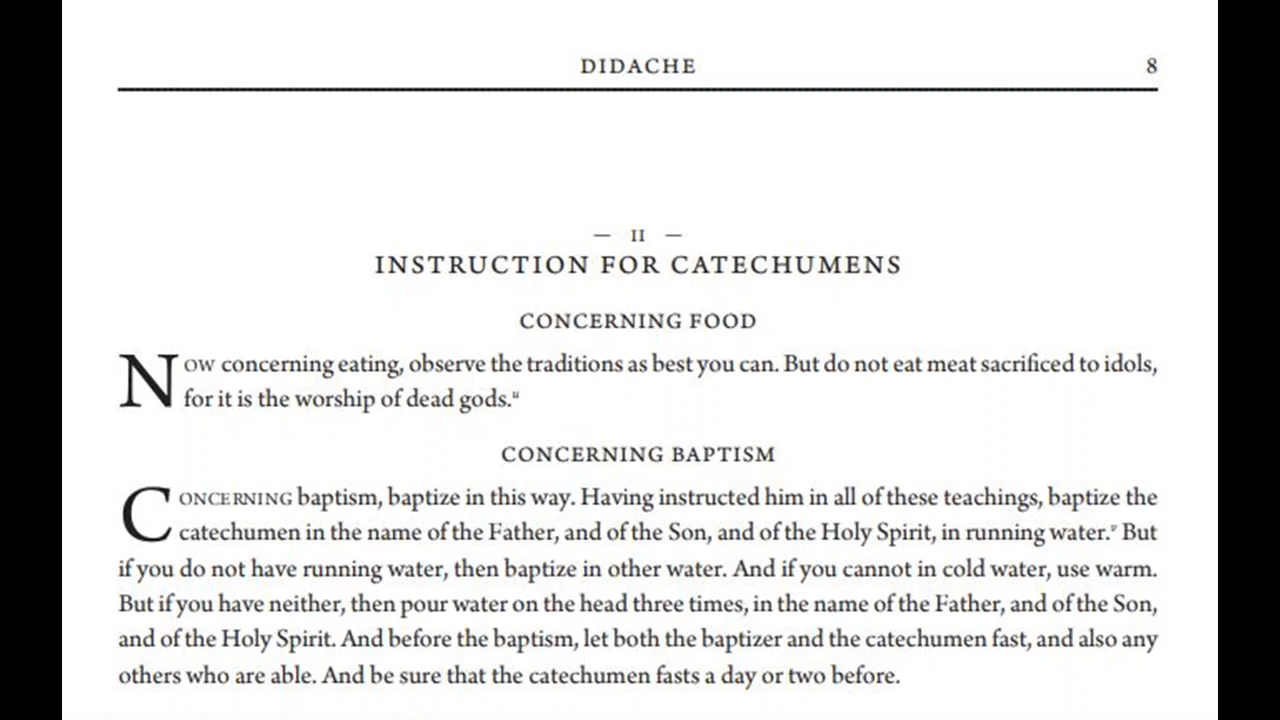 DIDACHE 8
— II —
INSTRUCTION FOR CATECHUMENS
CONCERNING FOOD
NOW concerning eating, observe the traditions as best you can. But do not eat meat sacrificed to idols,
for it is the worship of dead gods.ᵘ
CONCERNING BAPTISM
CONCERNING baptism, baptize in this way. Having instructed him in all of these teachings, baptize the
catechumen in the name of the Father, and of the Son, and of the Holy Spirit, in running water.ᵛ But
if you do not have running water, then baptize in other water. And if you cannot in cold water, use warm.
But if you have neither, then pour water on the head three times, in the name of the Father, and of the Son,
and of the Holy Spirit. And before the baptism, let both the baptizer and the catechumen fast, and also any
others who are able. And be sure that the catechumen fasts a day or two before.